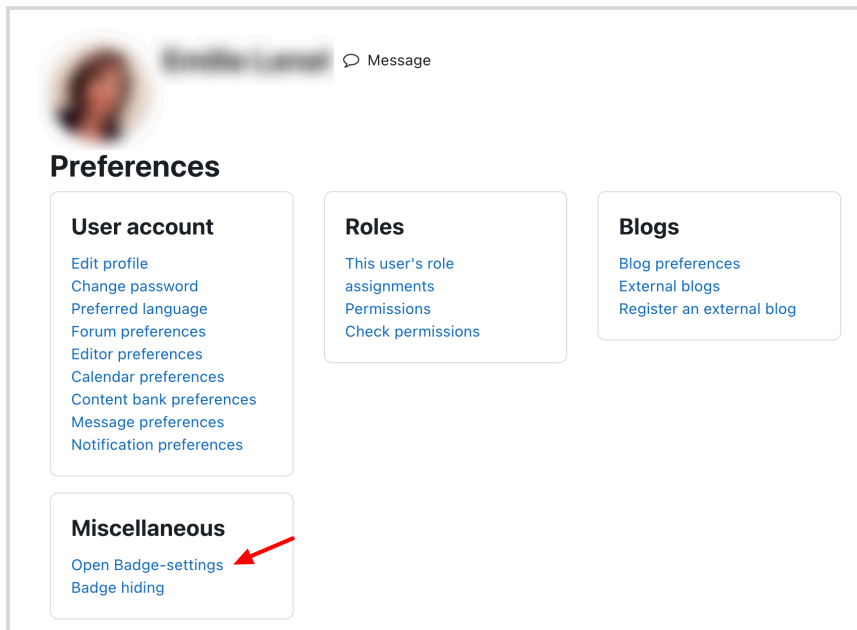 Message
Preferences
User account
Edit profile
Change password
Preferred language
Forum preferences
Editor preferences
Calendar preferences
Content bank preferences
Message preferences
Notification preferences
Roles
This user's role
assignments
Permissions
Check permissions
Blogs
Blog preferences
External blogs
Register an external blog
Miscellaneous
Open Badge-settings
Badge hiding